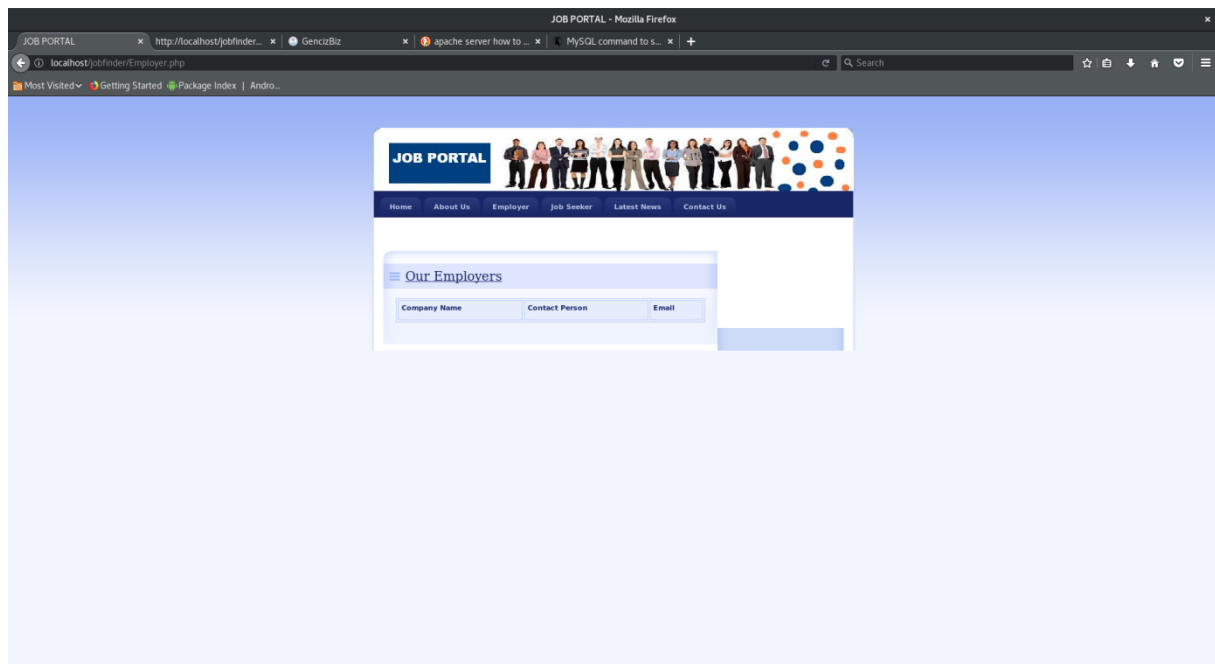 JOB PORTAL - Mozilla Firefox
JOB PORTAL http://localhost/jobfinder... GencizBiz apache server how to ... MySQL command to s...
localhost/jobfinder/Employer.php Search
Most Visited Getting Started Package Index | Andro...
JOB PORTAL
Home About Us Employer Job Seeker Latest News Contact Us
Our Employers
Company Name Contact Person Email